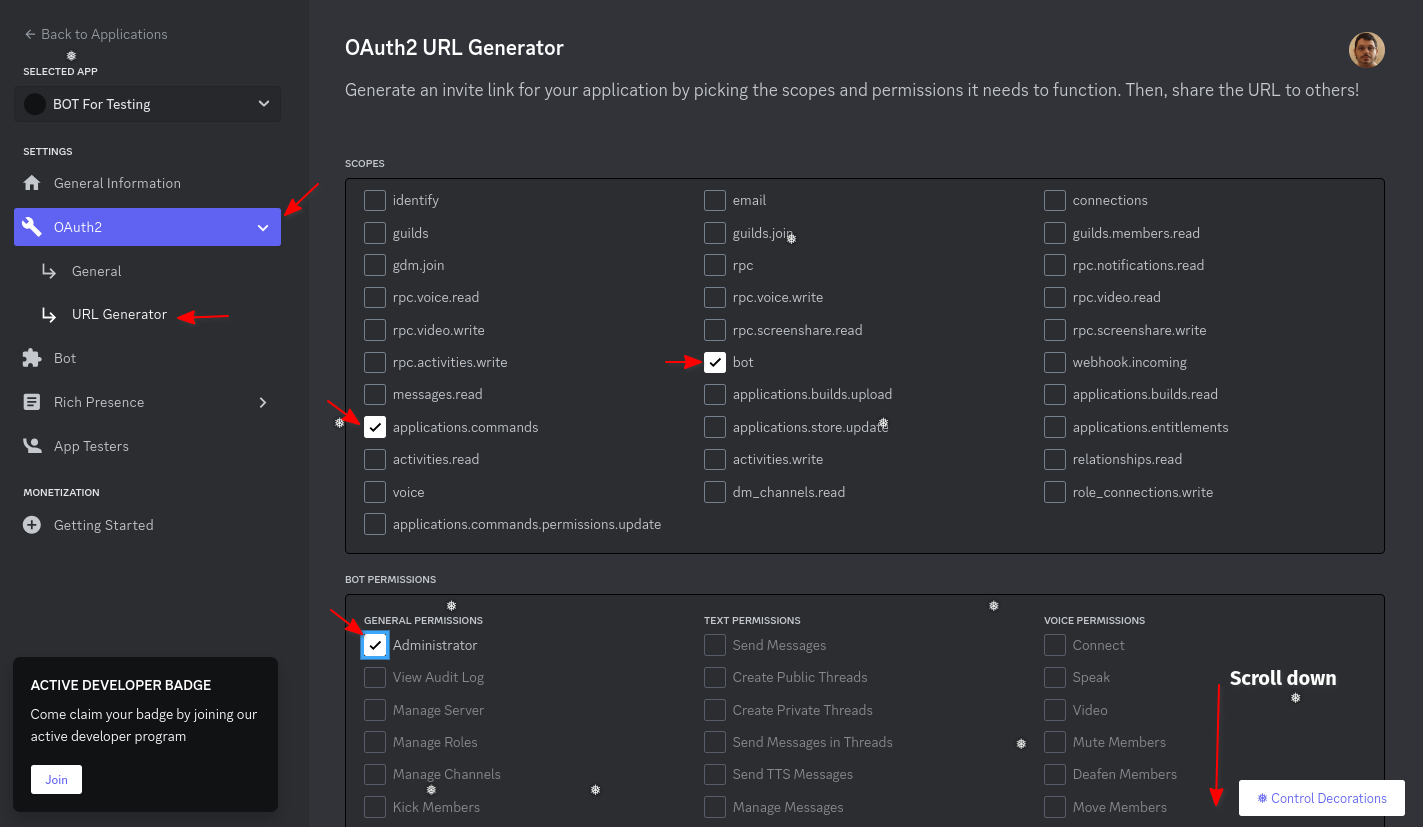 ← Back to Applications
SELECTED APP
BOT For Testing
SETTINGS
General Information
OAuth2
General
URL Generator
Bot
Rich Presence
App Testers
MONETIZATION
Getting Started
ACTIVE DEVELOPER BADGE
Come claim your badge by joining our
active developer program
Join
OAuth2 URL Generator
Generate an invite link for your application by picking the scopes and permissions it needs to function. Then, share the URL to others!
SCOPES
identify email connections
guilds guilds.join guilds.members.read
gdm.join rpc rpc.notifications.read
rpc.voice.read rpc.voice.write rpc.video.read
rpc.video.write rpc.screenshare.read rpc.screenshare.write
rpc.activities.write bot webhook.incoming
messages.read applications.builds.upload applications.builds.read
applications.commands applications.store.update applications.entitlements
activities.read activities.write relationships.read
voice dm_channels.read role_connections.write
applications.commands.permissions.update
BOT PERMISSIONS
GENERAL PERMISSIONS TEXT PERMISSIONS VOICE PERMISSIONS
Administrator Send Messages Connect
View Audit Log Create Public Threads Speak
Scroll down
Manage Server Create Private Threads Video
Manage Roles Send Messages in Threads Mute Members
Manage Channels Send TTS Messages Deafen Members
Kick Members Manage Messages Move Members
Control Decorations